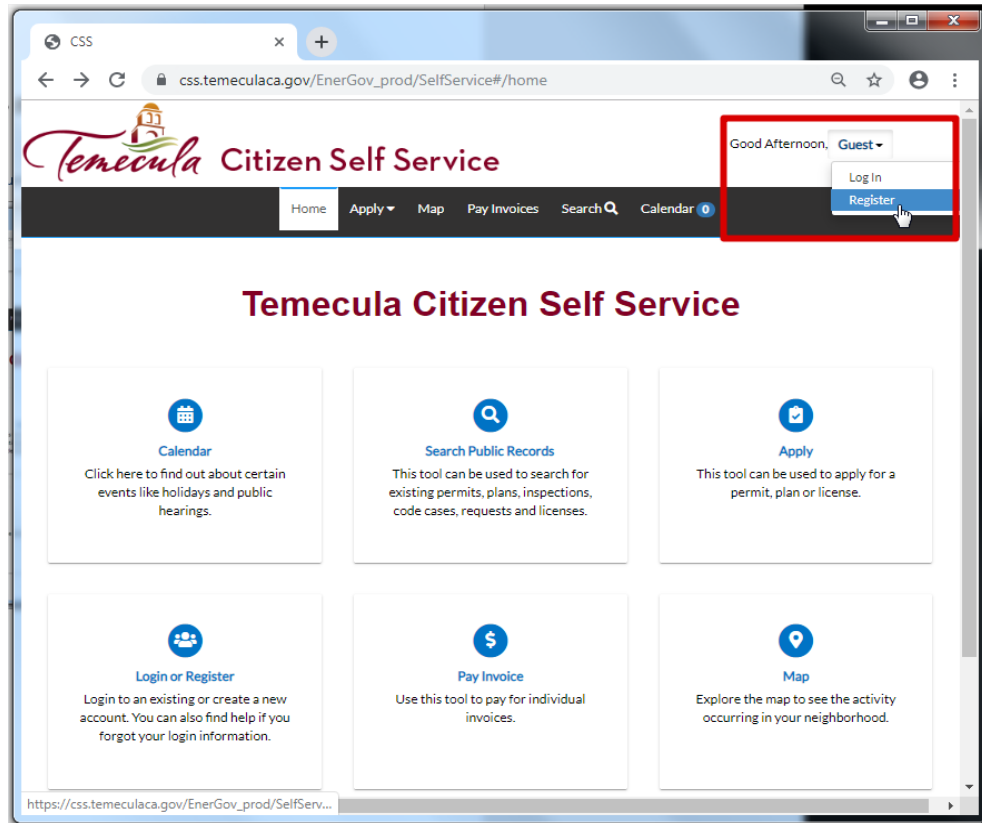 CSS
css.temeculaca.gov/EnerGov_prod/SelfService#/home
Temecula Citizen Self Service
Good Afternoon, Guest
Log In
Register
Home Apply Map Pay Invoices Search Calendar 0
Temecula Citizen Self Service
Calendar
Click here to find out about certain
events like holidays and public
hearings.
Search Public Records
This tool can be used to search for
existing permits, plans, inspections,
code cases, requests and licenses.
Apply
This tool can be used to apply for a
permit, plan or license.
Login or Register
Login to an existing or create a new
account. You can also find help if you
forgot your login information.
Pay Invoice
Use this tool to pay for individual
invoices.
Map
Explore the map to see the activity
occurring in your neighborhood.
https://css.temeculaca.gov/EnerGov_prod/SelfServ...